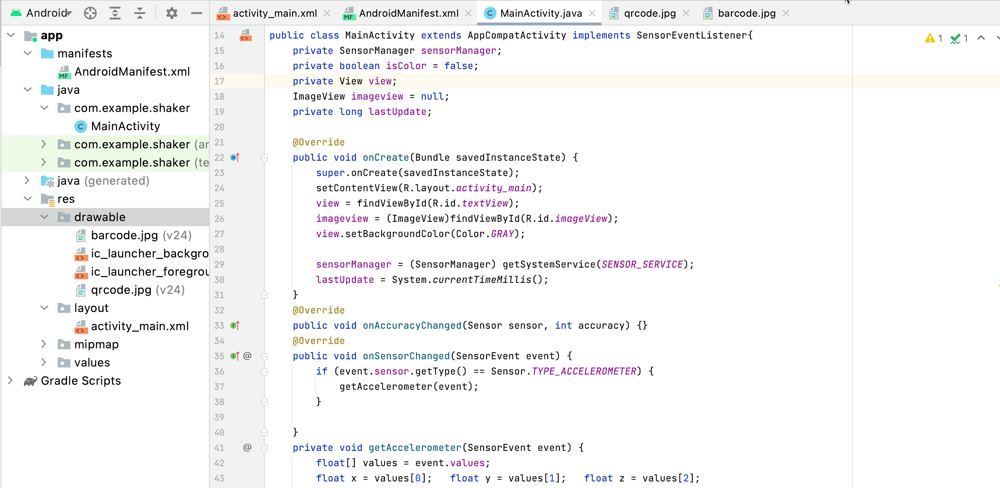 Android
activity_main.xml
AndroidManifest.xml
MainActivity.java
qrcode.jpg
barcode.jpg
app
manifests
AndroidManifest.xml
java
com.example.shaker
MainActivity
com.example.shaker (ar
com.example.shaker (te
java (generated)
res
drawable
barcode.jpg (v24)
ic_launcher_backgro
ic_launcher_foregrou
qrcode.jpg (v24)
layout
activity_main.xml
mipmap
values
Gradle Scripts
1 1
14 public class MainActivity extends AppCompatActivity implements SensorEventListener{
15 private SensorManager sensorManager;
16 private boolean isColor = false;
17 private View view;
18 ImageView imageview = null;
19 private long lastUpdate;
20
21 @Override
22 public void onCreate(Bundle savedInstanceState) {
23 super.onCreate(savedInstanceState);
24 setContentView(R.layout.activity_main);
25 view = findViewById(R.id.textView);
26 imageview = (ImageView)findViewById(R.id.imageView);
27 view.setBackgroundColor(Color.GRAY);
28
29 sensorManager = (SensorManager) getSystemService(SENSOR_SERVICE);
30 lastUpdate = System.currentTimeMillis();
31 }
32 @Override
33 public void onAccuracyChanged(Sensor sensor, int accuracy) {}
34 @Override
35 @ public void onSensorChanged(SensorEvent event) {
36 if (event.sensor.getType() == Sensor.TYPE_ACCELEROMETER) {
37 getAccelerometer(event);
38 }
39
40 }
41 @ private void getAccelerometer(SensorEvent event) {
42 float[] values = event.values;
43 float x = values[0]; float y = values[1]; float z = values[2];